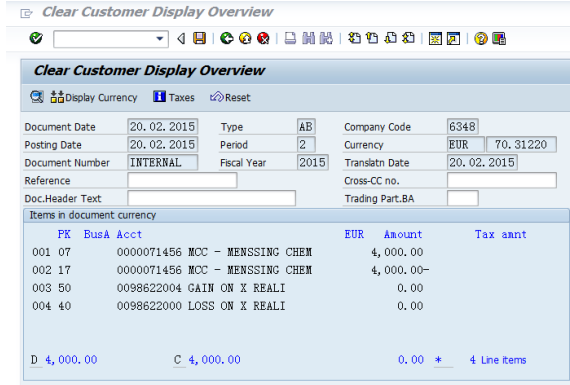 Clear Customer Display Overview
Clear Customer Display Overview
Display Currency Taxes Reset
Document Date 20.02.2015 Type AB Company Code 6348
Posting Date 20.02.2015 Period 2 Currency EUR 70.31220
Document Number INTERNAL Fiscal Year 2015 Translatn Date 20.02.2015
Reference Cross-CC no.
Doc.Header Text Trading Part.BA
Items in document currency
PK BusA Acct EUR Amount Tax amnt
001 07 0000071456 MCC - MENSSING CHEM 4,000.00
002 17 0000071456 MCC - MENSSING CHEM 4,000.00-
003 50 0098622004 GAIN ON X REALI 0.00
004 40 0098622000 LOSS ON X REALI 0.00
D 4,000.00 C 4,000.00 0.00 * 4 Line items